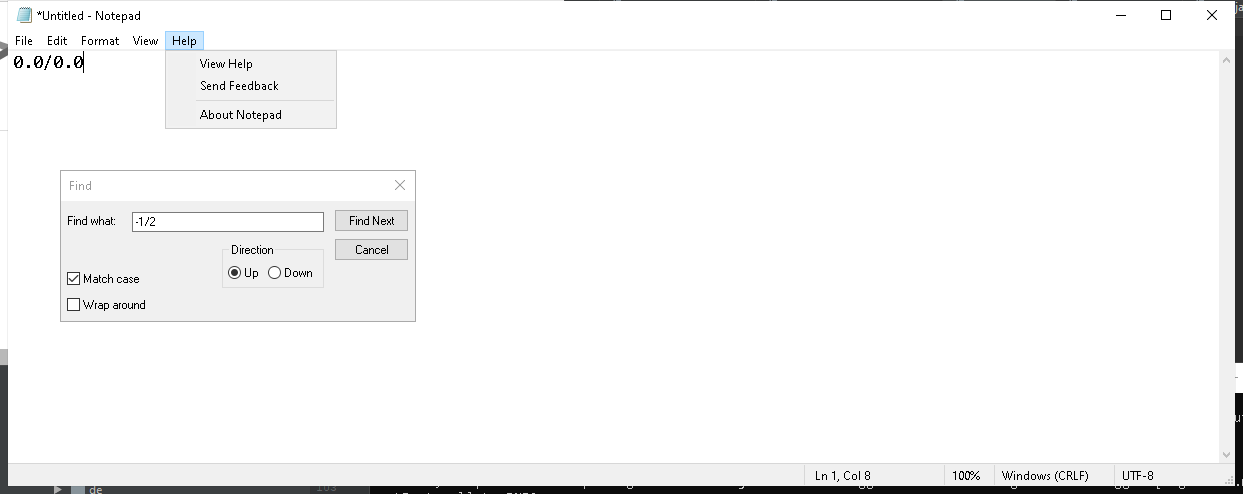 *Untitled - Notepad
File Edit Format View Help
0.0/0.0
View Help
Send Feedback
About Notepad
Find
Find what: -1/2
Find Next
Cancel
Direction
Up Down
Match case
Wrap around
Ln 1, Col 8 100% Windows (CRLF) UTF-8
de
103